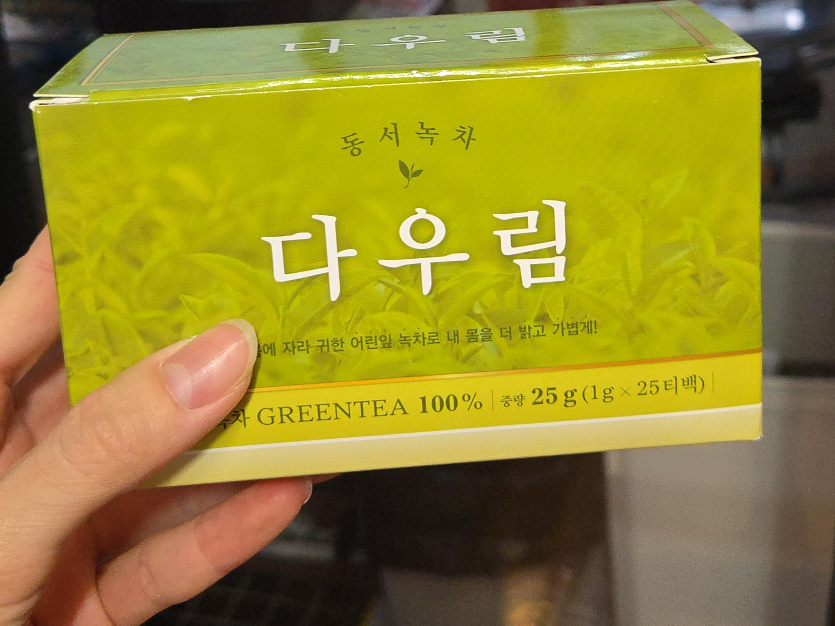 다우림
동서녹차
다우림
자라 귀한 어린잎 녹차로 내 몸을 더 밝고 가볍게!
GREENTEA 100% | 중량 25g (1g × 25티백) |